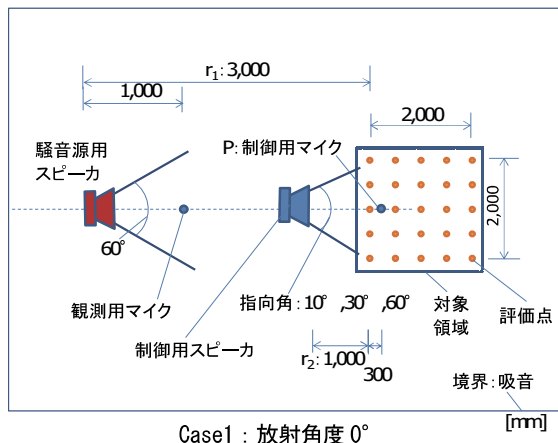 r₁:3,000
1,000
2,000
騒音源用
スピーカ
P:制御用マイク
2,000
60°
観測用マイク
指向角:10° ,30° ,60°
制御用スピーカ
対象
領域
評価点
r₂:1,000
300
境界:吸音
[mm]
Case1 : 放射角度 0°